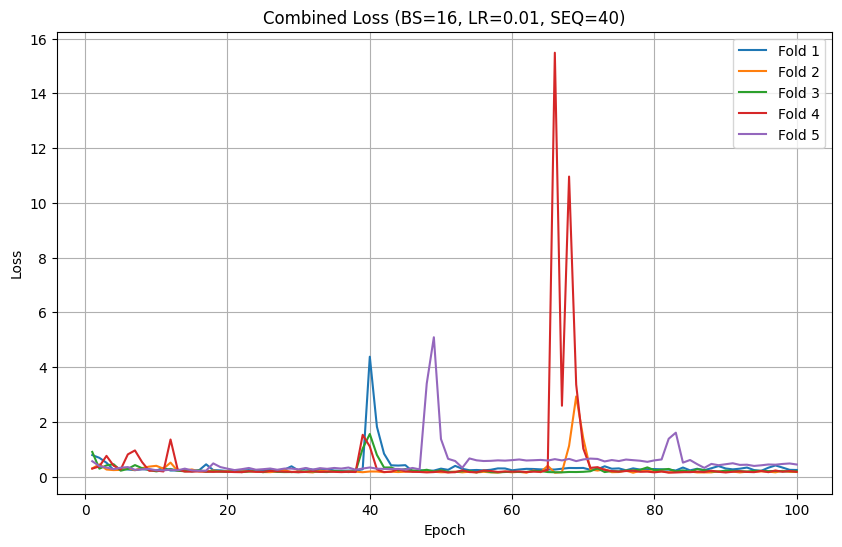 Combined Loss (BS=16, LR=0.01, SEQ=40)
Fold 1
Fold 2
Fold 3
Fold 4
Fold 5
Loss
16
14
12
10
8
6
4
2
0
0 20 40 60 80 100
Epoch